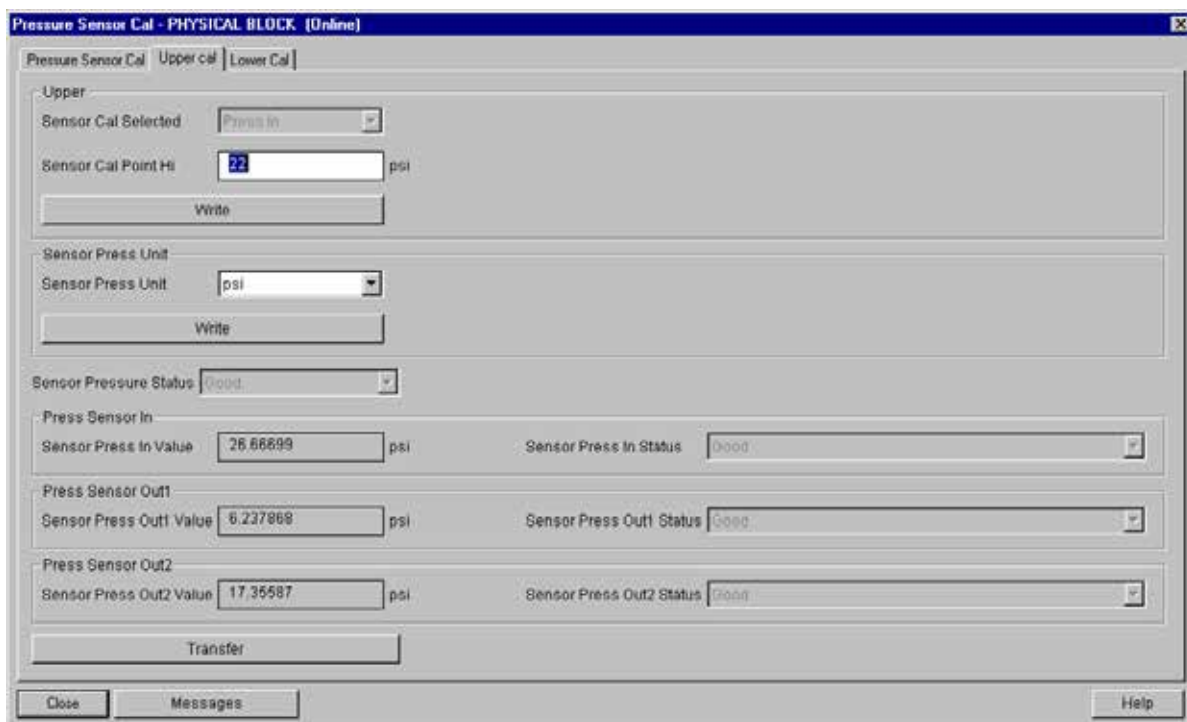 Pressure Sensor Cal - PHYSICAL BLOCK (Online)
Pressure Sensor Cal Upper cal Lower Cal
Upper
Sensor Cal Selected Press In
Sensor Cal Point Hi 22 psi
Write
Sensor Press Unit
Sensor Press Unit psi
Write
Sensor Pressure Status Good
Press Sensor In
Sensor Press In Value 26.66699 psi Sensor Press In Status Good
Press Sensor Out1
Sensor Press Out1 Value 6.237868 psi Sensor Press Out1 Status Good
Press Sensor Out2
Sensor Press Out2 Value 17.35587 psi Sensor Press Out2 Status Good
Transfer
Close Messages Help